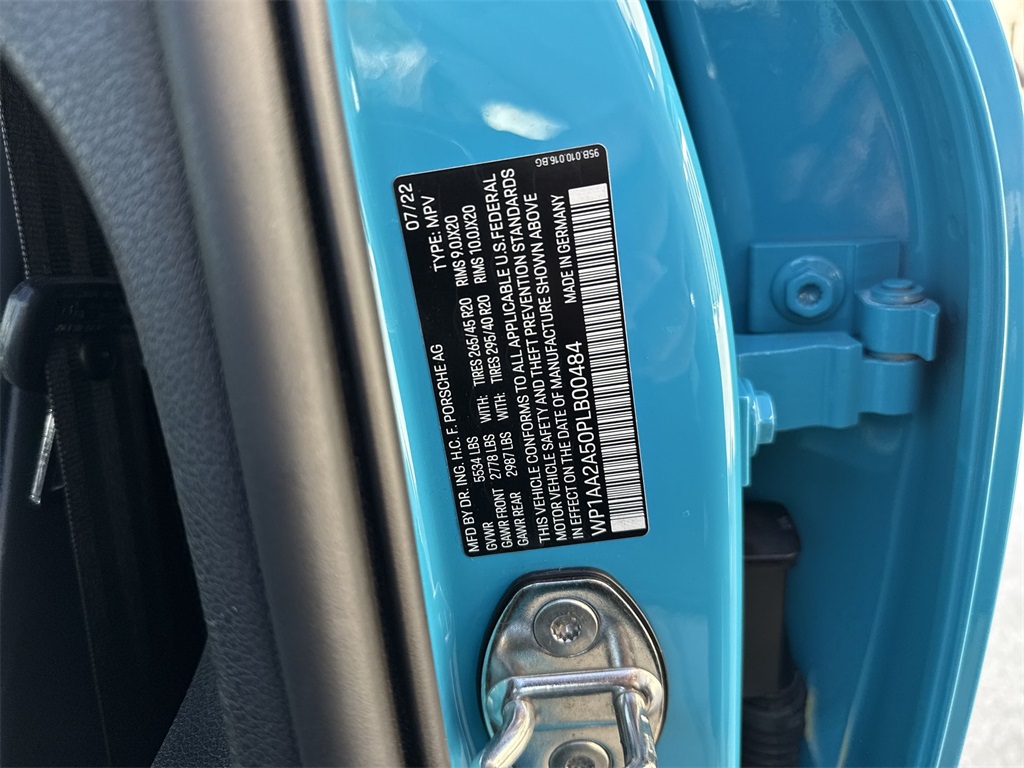 95B.010.016.BG
07/22
MFD BY DR. ING. H.C. F. PORSCHE AG TYPE: MPV
GVWR 5534 LBS
GAWR FRONT 2778 LBS WITH: TIRES 265/45 R20 RIMS 9.0JX20
GAWR REAR 2987 LBS WITH: TIRES 295/40 R20 RIMS 10.0JX20
THIS VEHICLE CONFORMS TO ALL APPLICABLE U.S.FEDERAL
MOTOR VEHICLE SAFETY AND THEFT PREVENTION STANDARDS
IN EFFECT ON THE DATE OF MANUFACTURE SHOWN ABOVE
WP1AA2A50PLB00484 MADE IN GERMANY